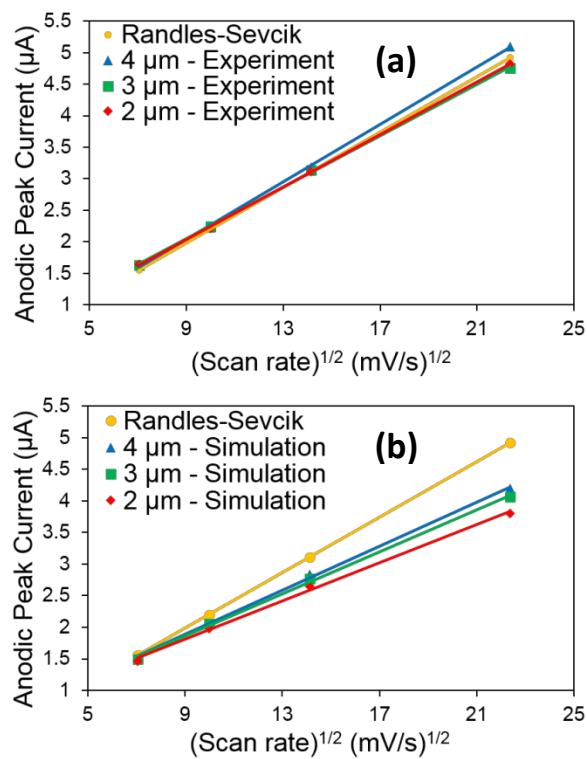 5.5
5
4.5
4
3.5
3
2.5
2
1.5
1
Anodic Peak Current (µA)
Randles-Sevcik
4 µm - Experiment
3 µm - Experiment
2 µm - Experiment
(a)
5 9 13 17 21 25
(Scan rate)^1/2 (mV/s)^1/2
5.5
5
4.5
4
3.5
3
2.5
2
1.5
1
Anodic Peak Current (µA)
Randles-Sevcik
4 µm - Simulation
3 µm - Simulation
2 µm - Simulation
(b)
5 9 13 17 21 25
(Scan rate)^1/2 (mV/s)^1/2